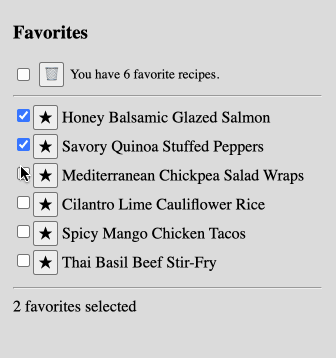 Favorites
You have 6 favorite recipes.
Honey Balsamic Glazed Salmon
Savory Quinoa Stuffed Peppers
Mediterranean Chickpea Salad Wraps
Cilantro Lime Cauliflower Rice
Spicy Mango Chicken Tacos
Thai Basil Beef Stir-Fry
2 favorites selected